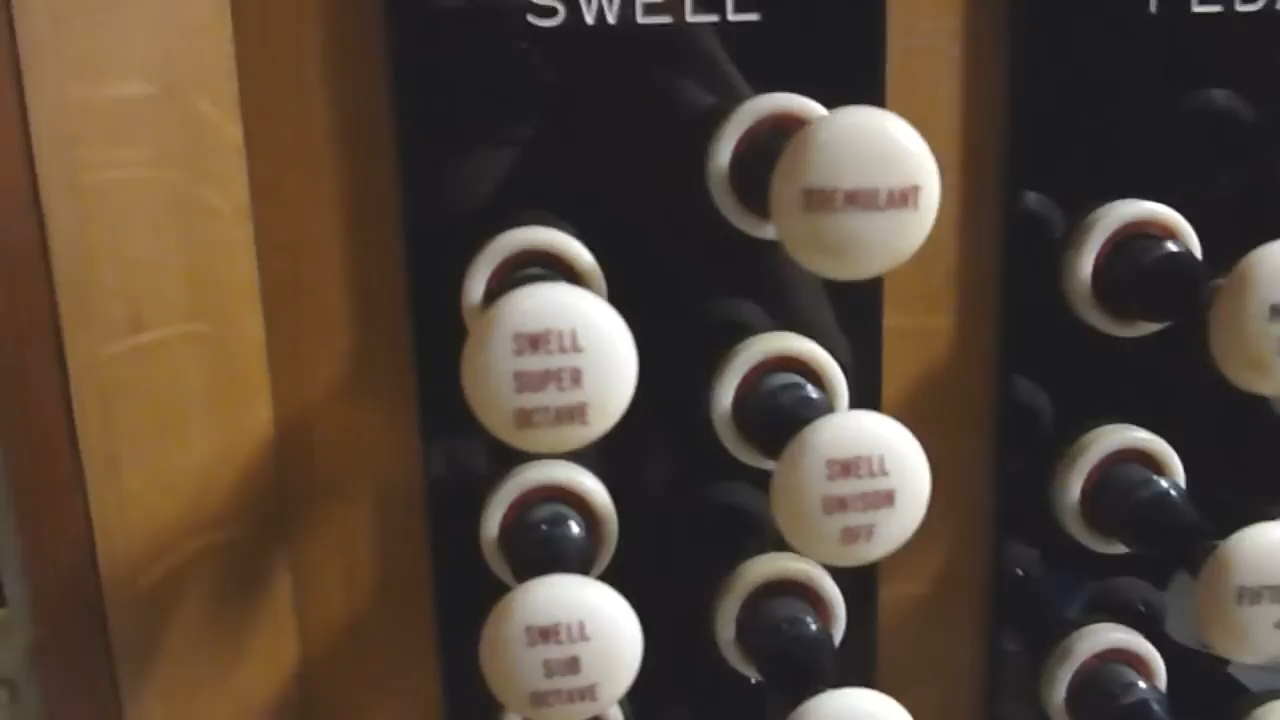 SWELL
TREMULANT
SWELL
SUPER
OCTAVE
SWELL
UNISON
OFF
SWELL
SUB
OCTAVE